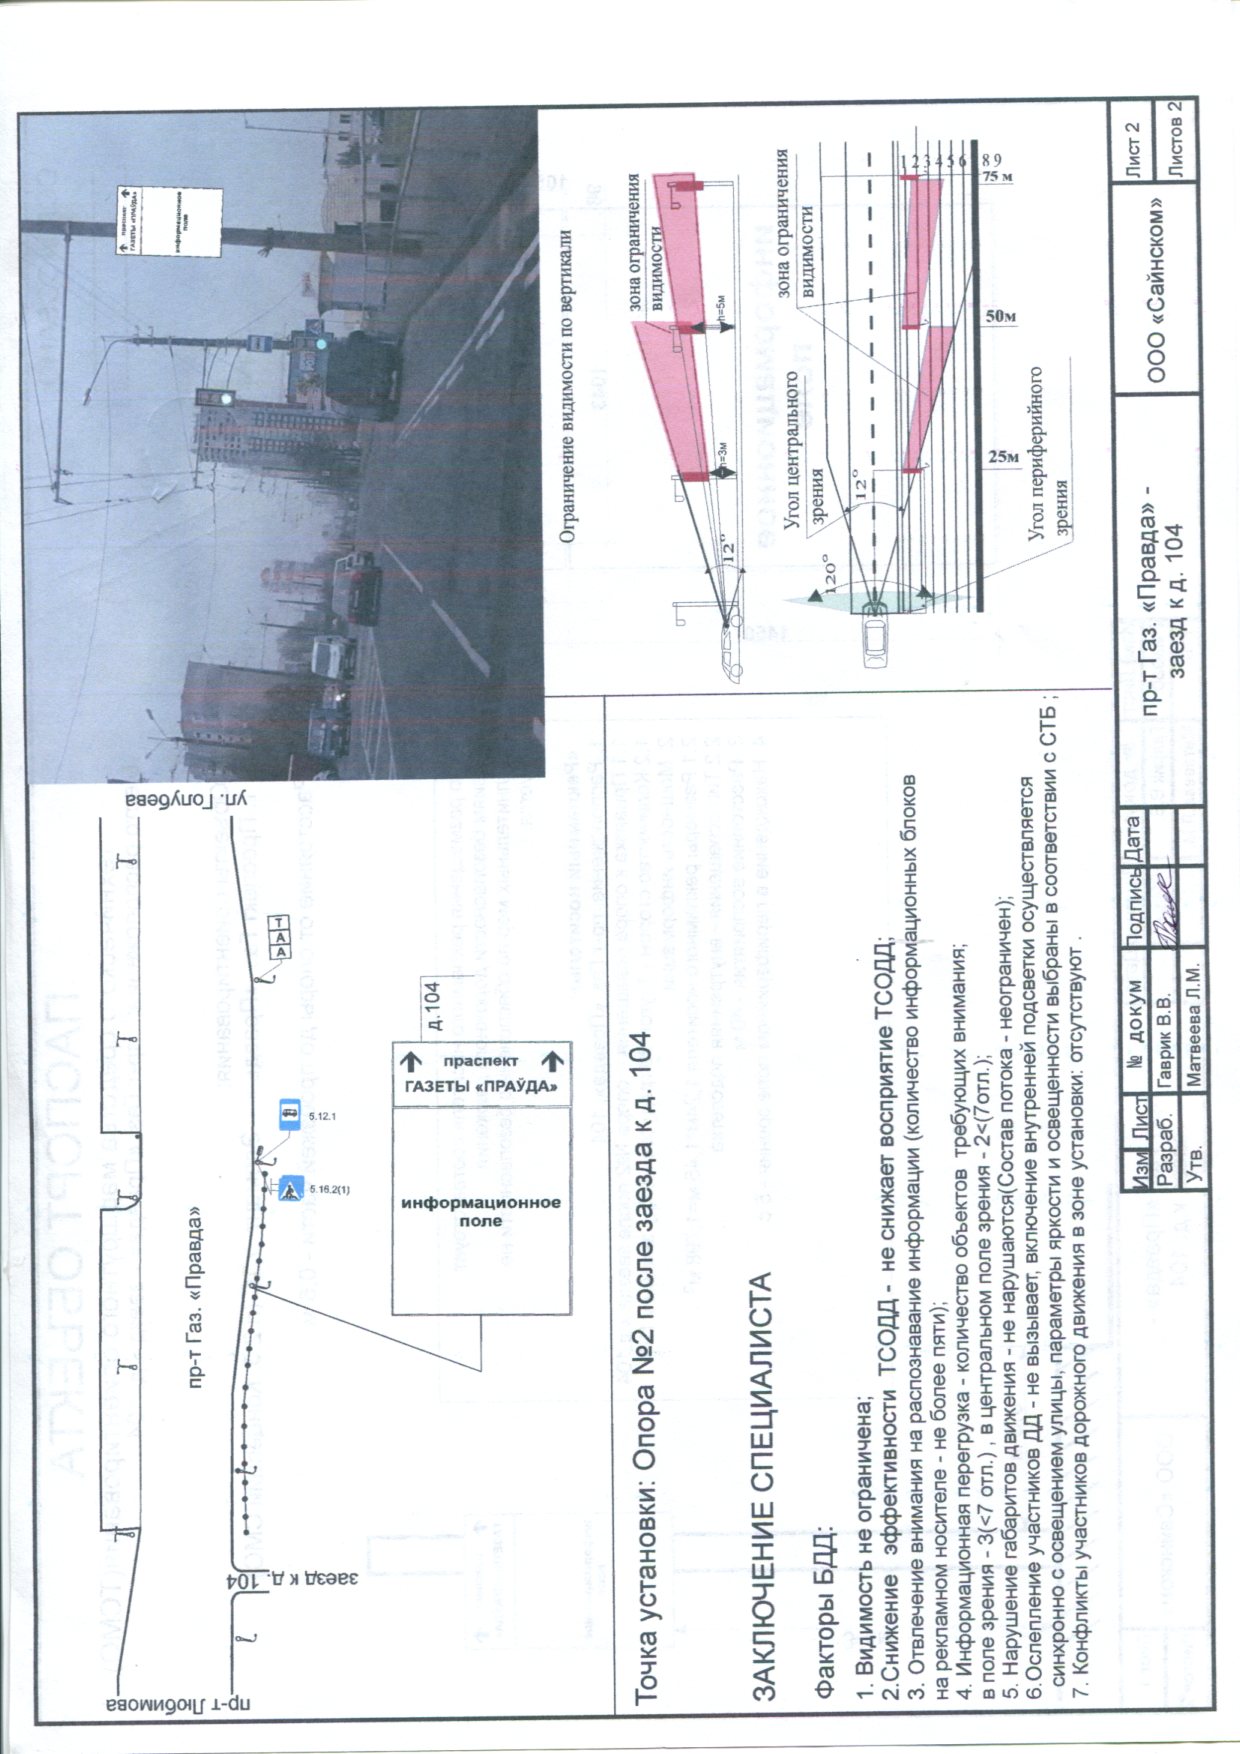 ул. Голубева
пр-т Любимова
заезд к д. 104
пр-т Газ. «Правда»
Т
А
А
5.12.1
5.16.2(1)
д.104
праспект
ГАЗЕТЫ «ПРАЎДА»
информационное
поле
праспект
ГАЗЕТЫ «ПРАЎДА»
информационное
поле
Точка установки: Опора №2 после заезда к д. 104
ЗАКЛЮЧЕНИЕ СПЕЦИАЛИСТА
Факторы БДД:
1. Видимость не ограничена;
2.Снижение эффективности ТСОДД - не снижает восприятие ТСОДД;
3. Отвлечение внимания на распознавание информации (количество информационных блоков
на рекламном носителе - не более пяти);
4. Информационная перегрузка - количество объектов требующих внимания;
в поле зрения - 3(<7 отл.) , в центральном поле зрения - 2<(7отл.);
5. Нарушение габаритов движения - не нарушаются(Состав потока - неограничен);
6.Ослепление участников ДД - не вызывает, включение внутренней подсветки осуществляется
синхронно с освещением улицы, параметры яркости и освещенности выбраны в соответствии с СТБ ;
7. Конфликты участников дорожного движения в зоне установки: отсутствуют .
Ограничение видимости по вертикали
зона ограничения
видимости
12°
h=3м
h=5м
Угол центрального
зрения
зона ограничения
видимости
120°
12°
1 2 3 4 5 6 8 9
25м
50м
75 м
Угол периферийного
зрения
Изм Лист № докум Подпись Дата
Разраб. Гаврик В.В.
Утв. Матвеева Л.М.
пр-т Газ. «Правда» -
заезд к д. 104
ООО «Сайнском»
Лист 2
Листов 2